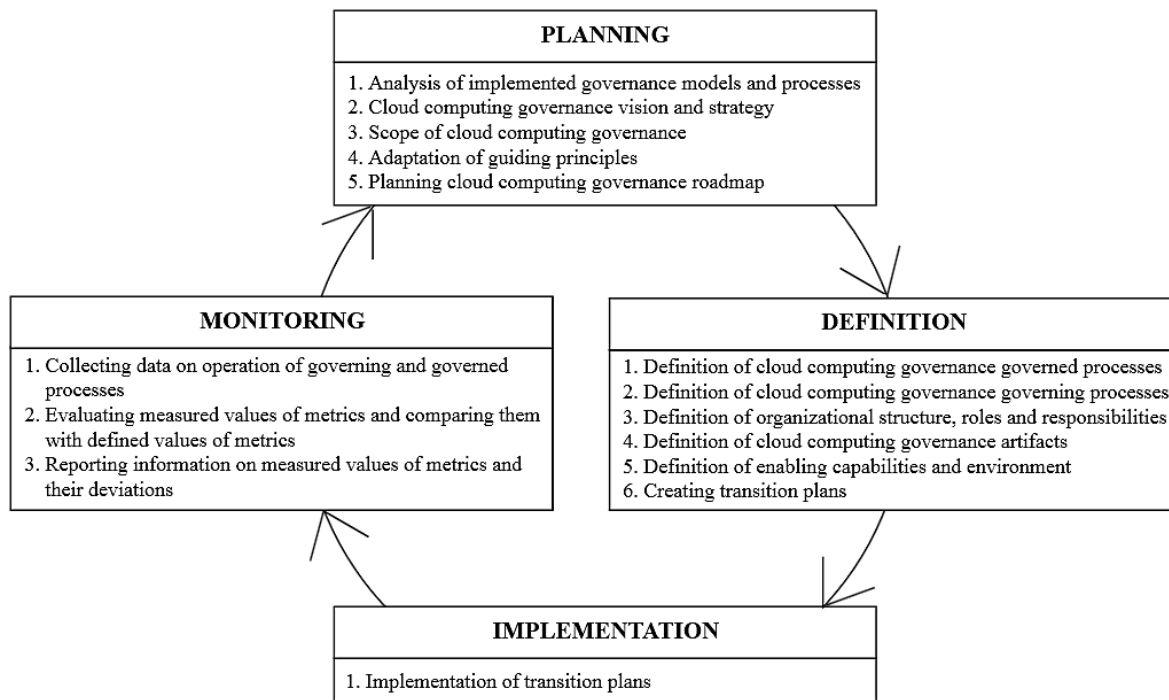 PLANNING
1. Analysis of implemented governance models and processes
2. Cloud computing governance vision and strategy
3. Scope of cloud computing governance
4. Adaptation of guiding principles
5. Planning cloud computing governance roadmap
MONITORING
1. Collecting data on operation of governing and governed
processes
2. Evaluating measured values of metrics and comparing them
with defined values of metrics
3. Reporting information on measured values of metrics and
their deviations
DEFINITION
1. Definition of cloud computing governance governed processes
2. Definition of cloud computing governance governing processes
3. Definition of organizational structure, roles and responsibilities
4. Definition of cloud computing governance artifacts
5. Definition of enabling capabilities and environment
6. Creating transition plans
IMPLEMENTATION
1. Implementation of transition plans